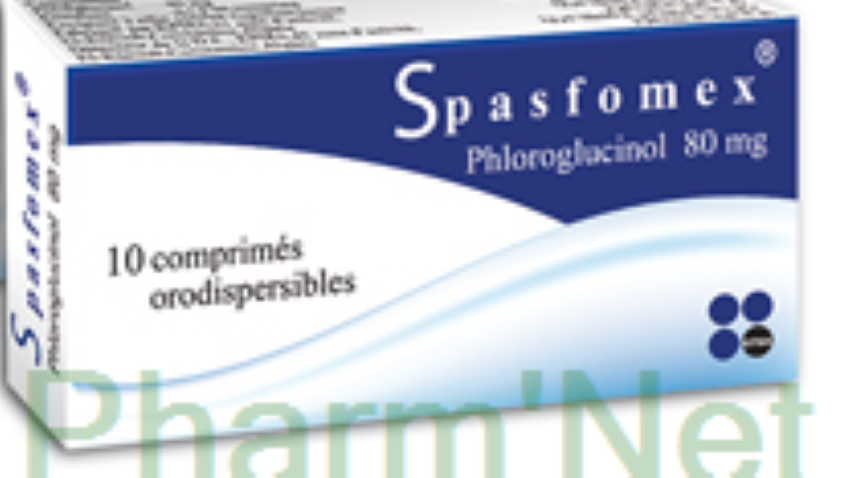 Spasfomex®
Phloroglucinol 80 mg
10 comprimés
orodispersibles
Spasfomex®
Phloroglucinol 80 mg
Pharm'Net